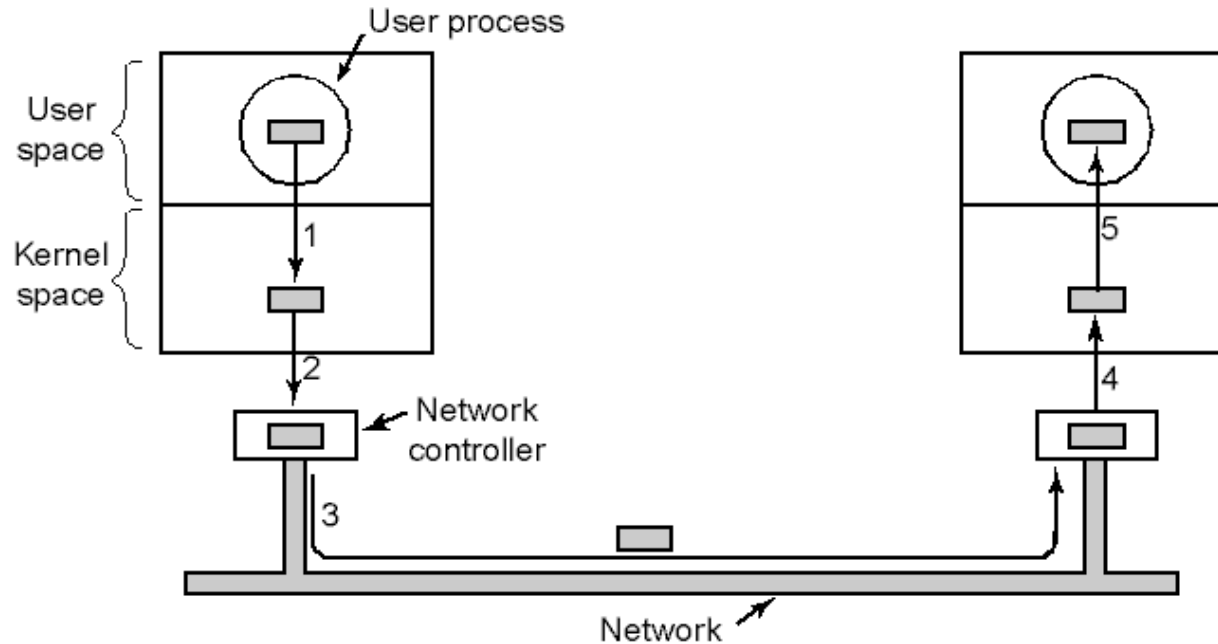 User process
User
space
1
5
Kernel
space
2
4
Network
controller
3
Network